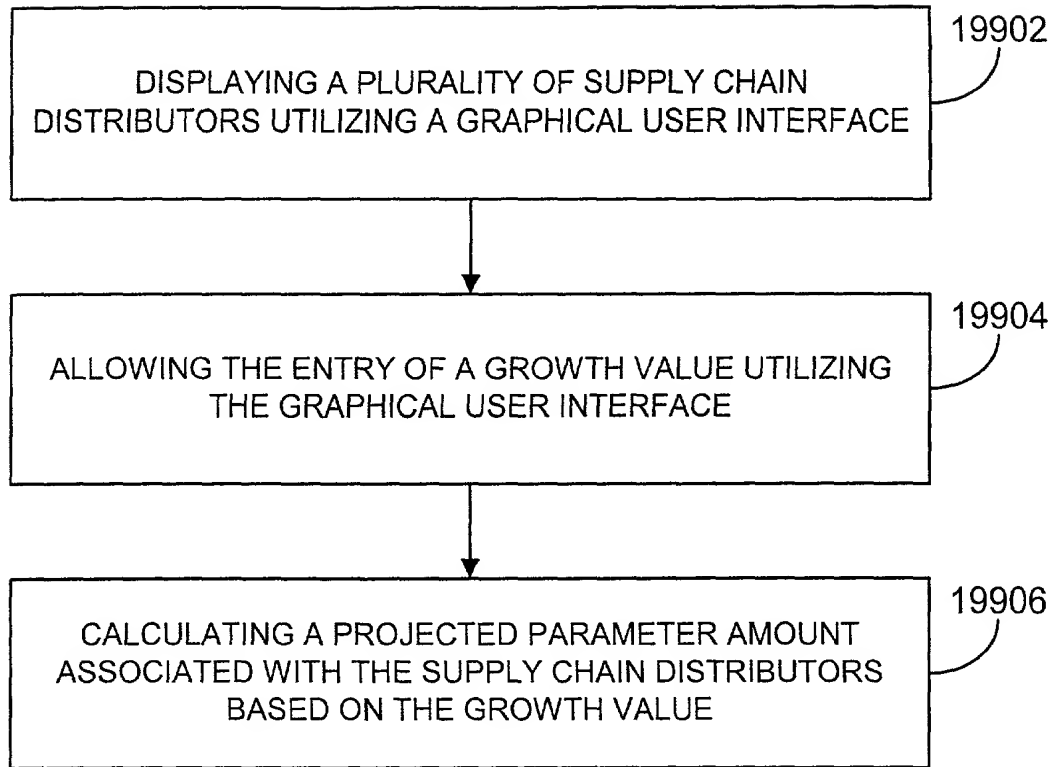 19902
DISPLAYING A PLURALITY OF SUPPLY CHAIN
DISTRIBUTORS UTILIZING A GRAPHICAL USER INTERFACE
19904
ALLOWING THE ENTRY OF A GROWTH VALUE UTILIZING
THE GRAPHICAL USER INTERFACE
19906
CALCULATING A PROJECTED PARAMETER AMOUNT
ASSOCIATED WITH THE SUPPLY CHAIN DISTRIBUTORS
BASED ON THE GROWTH VALUE